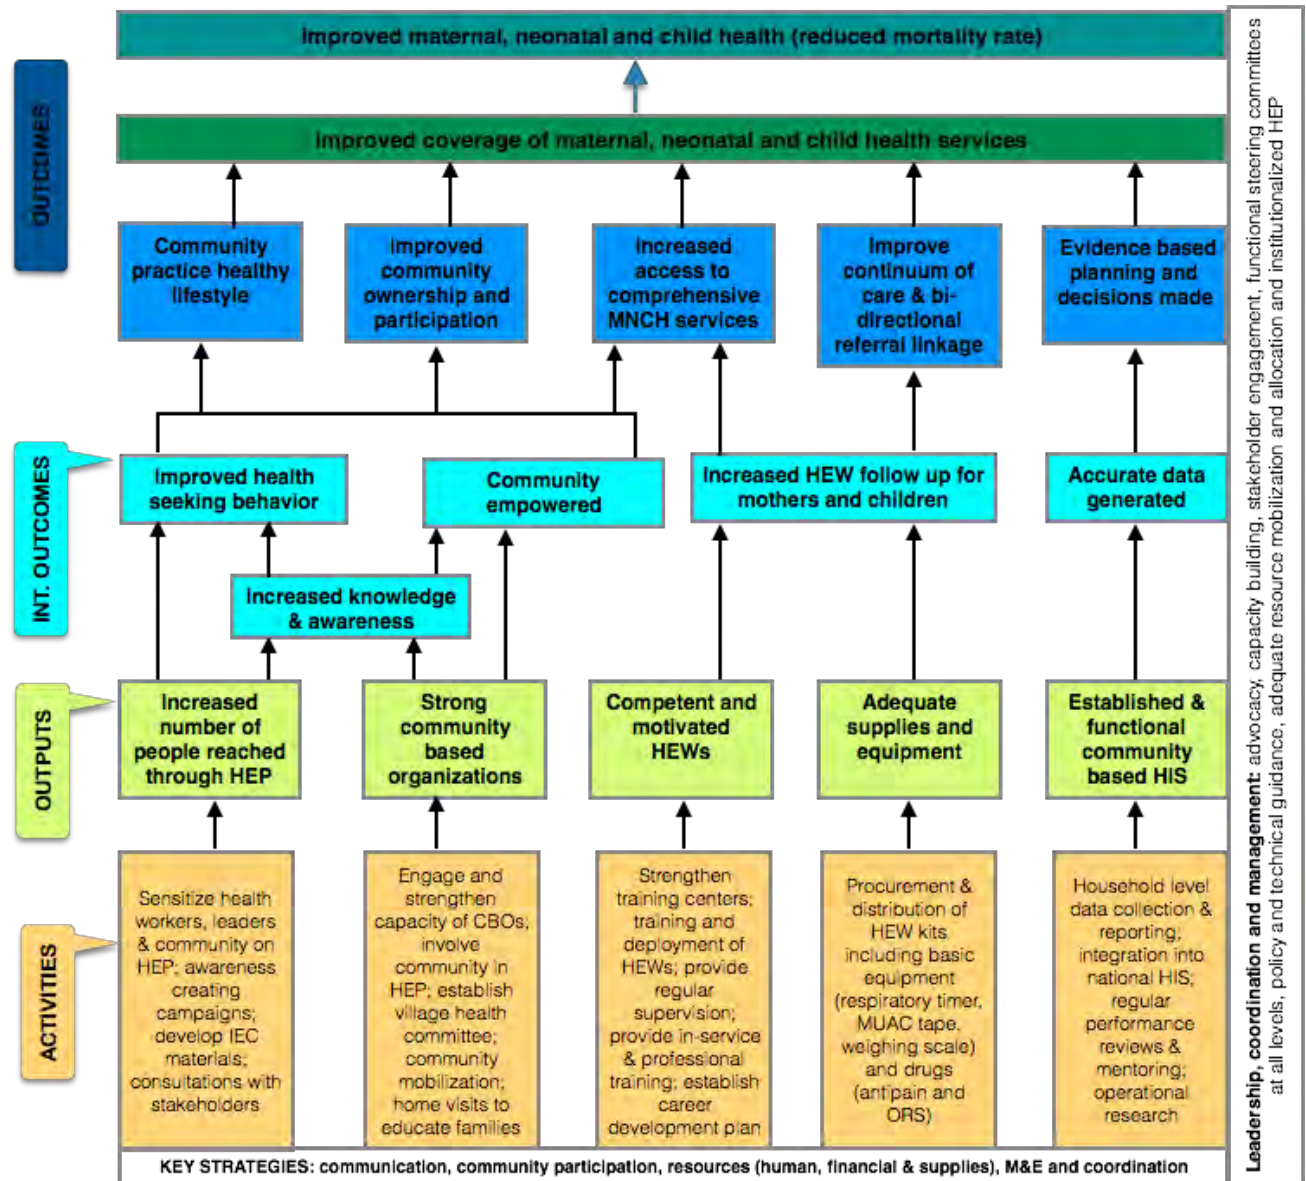 Improved maternal, neonatal and child health (reduced mortality rate)
OUTCOMES
Improved coverage of maternal, neonatal and child health services
Community
practice healthy
lifestyle
Improved
community
ownership and
participation
Increased
access to
comprehensive
MNCH services
Improve
continuum of
care & bi-
directional
referral linkage
Evidence based
planning and
decisions made
INT. OUTCOMES
Improved health
seeking behavior
Community
empowered
Increased HEW follow up for
mothers and children
Accurate data
generated
Increased knowledge
& awareness
OUTPUTS
Increased
number of
people reached
through HEP
Strong
community
based
organizations
Competent and
motivated
HEWs
Adequate
supplies and
equipment
Established &
functional
community
based HIS
ACTIVITIES
Sensitize health
workers, leaders
& community on
HEP; awareness
creating
campaigns;
develop IEC
materials;
consultations with
stakeholders
Engage and
strengthen
capacity of CBOs;
involve
community in
HEP; establish
village health
committee;
community
mobilization;
home visits to
educate families
Strengthen
training centers;
training and
deployment of
HEWs; provide
regular
supervision;
provide in-service
& professional
training; establish
career
development plan
Procurement &
distribution of
HEW kits
including basic
equipment
(respiratory timer,
MUAC tape,
weighing scale)
and drugs
(antipain and
ORS)
Household level
data collection &
reporting;
integration into
national HIS;
regular
performance
reviews &
mentoring;
operational
research
KEY STRATEGIES: communication, community participation, resources (human, financial & supplies), M&E and coordination
Leadership, coordination and management: advocacy, capacity building, stakeholder engagement, functional steering committees
at all levels, policy and technical guidance, adequate resource mobilization and allocation and institutionalized HEP